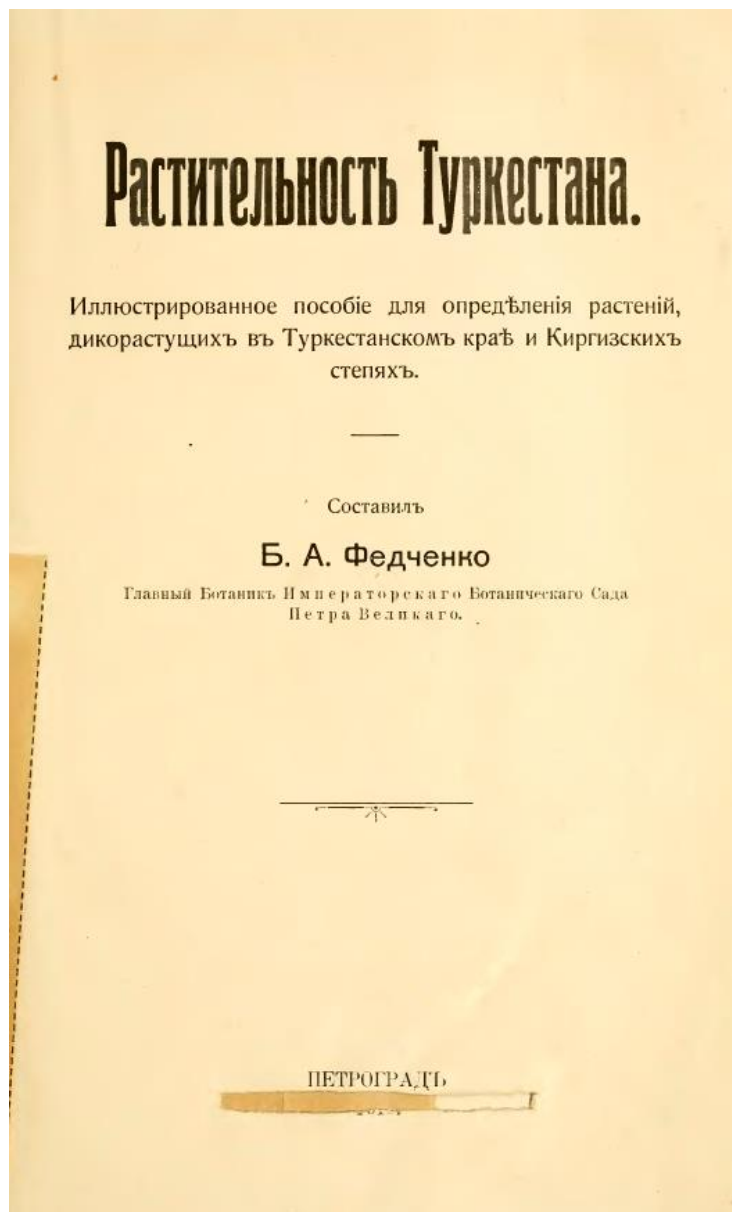 Растительность Туркестана.
Иллюстрированное пособіе для опредѣленія растеній,
дикорастущихъ въ Туркестанскомъ краѣ и Киргизскихъ
степяхъ.
Составилъ
Б. А. Федченко
Главный Ботаникъ Императорскаго Ботаническаго Сада
Петра Великаго.
ПЕТРОГРАДЪ